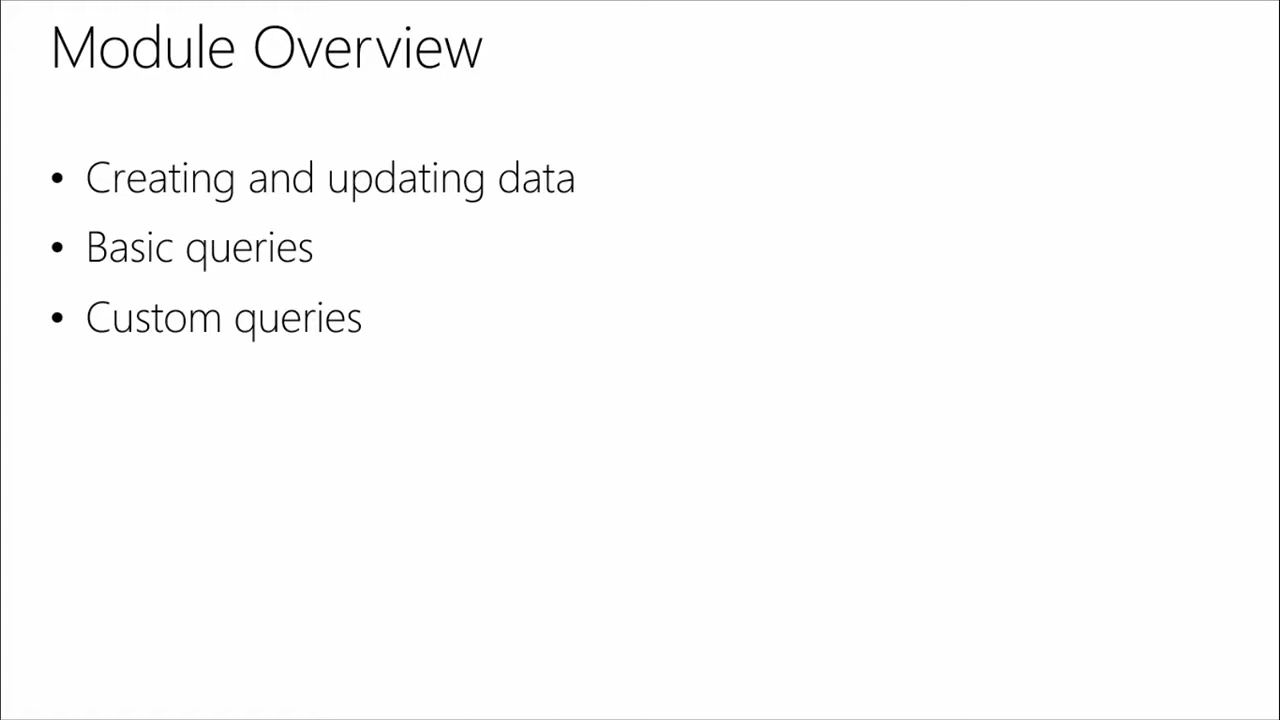 Module Overview
• Creating and updating data
• Basic queries
• Custom queries